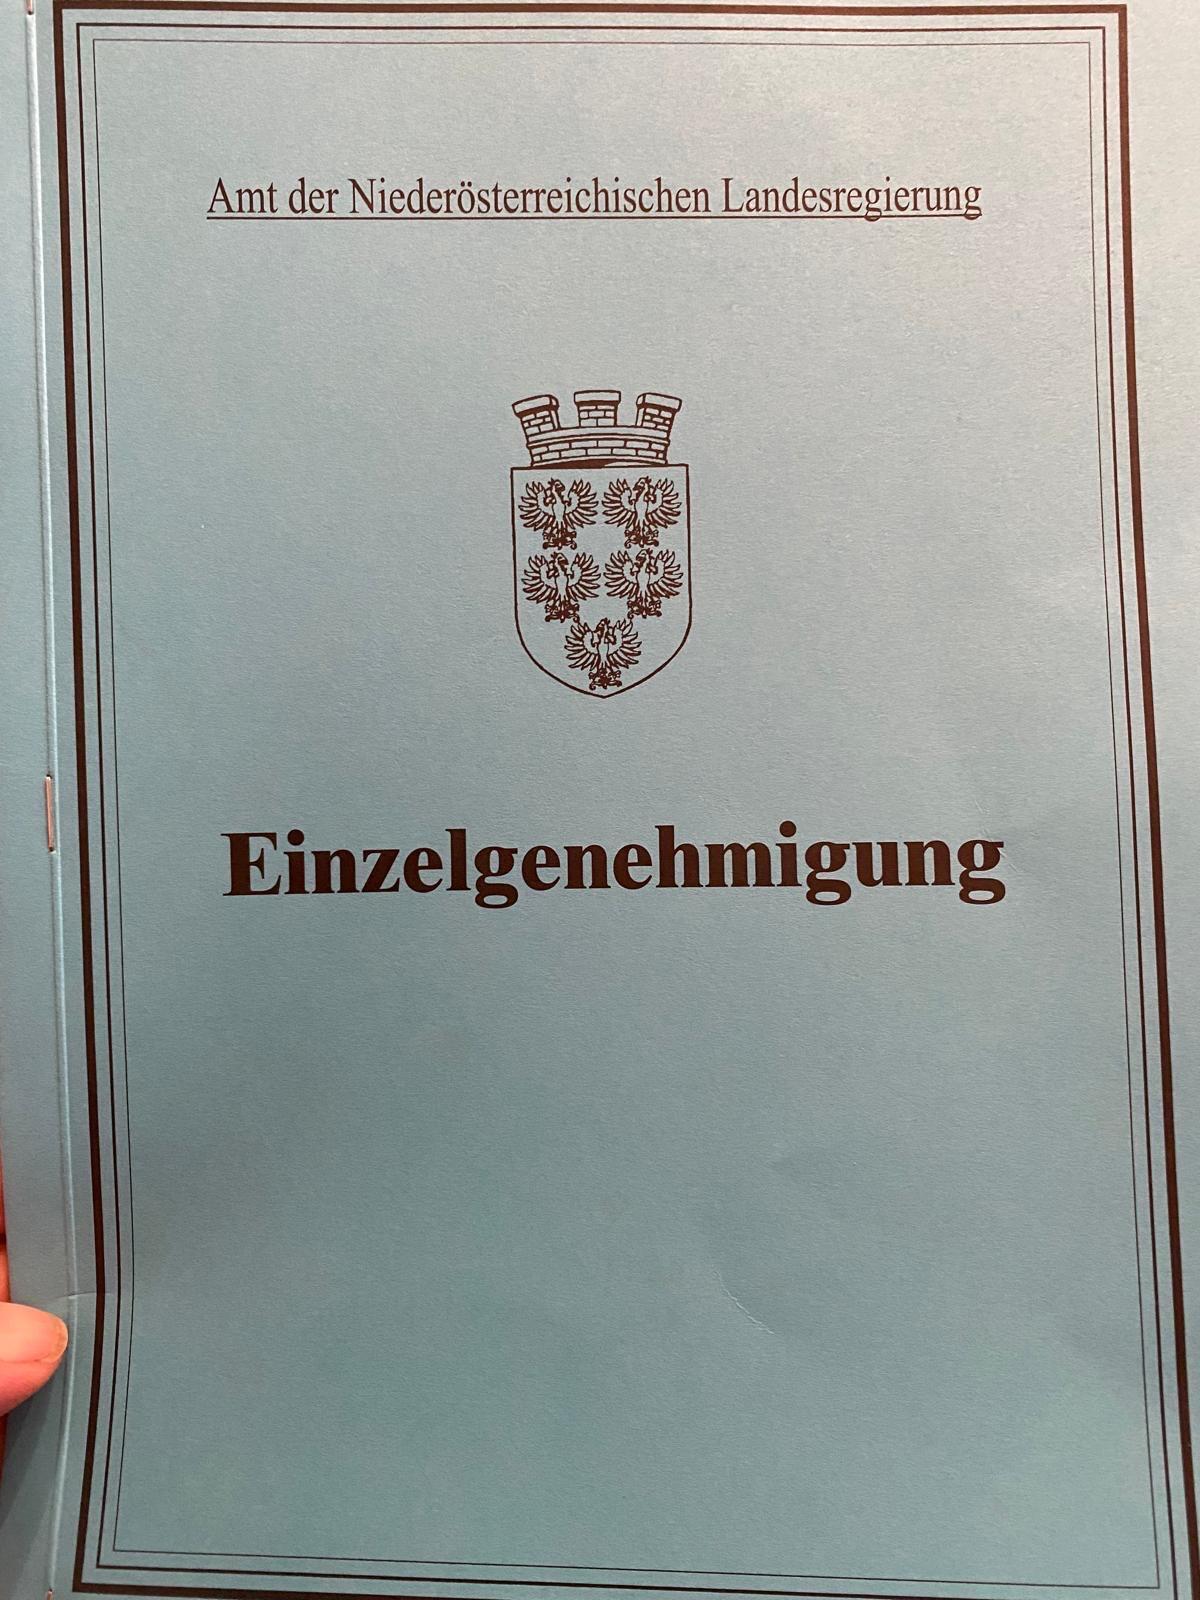 Amt der Niederösterreichischen Landesregierung
Einzelgenehmigung